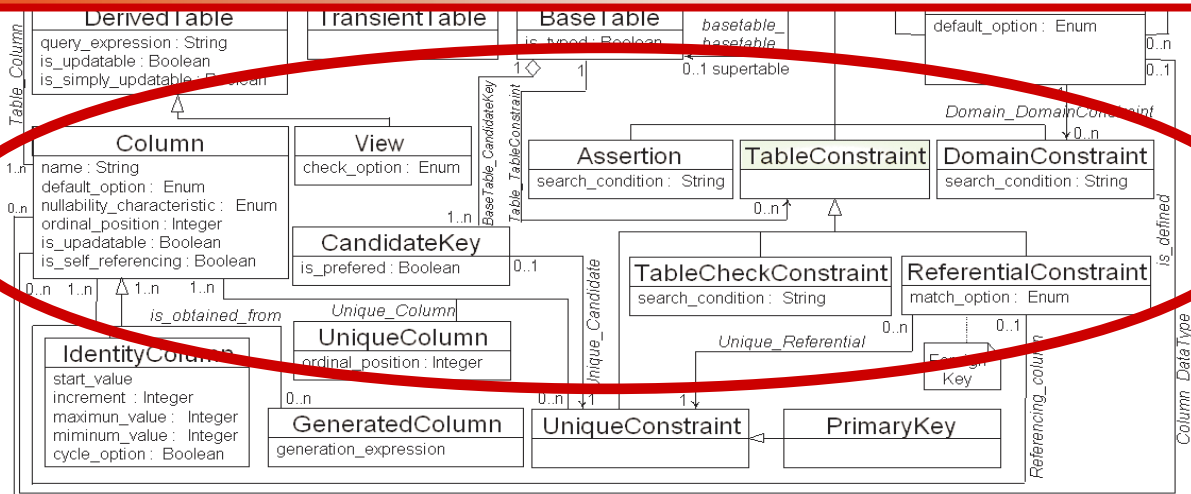 DerivedTable
query_expression : String
is_updatable : Boolean
is_simply_updatable : Boolean
TransientTable
BaseTable
is_typed : Boolean
basetable_
basetable_
0..1 supertable
default_option : Enum
0..n
0..1
Table_Column
1
1
1
Domain_DomainConstraint
0..n
Column
name : String
default_option : Enum
nullability_characteristic : Enum
ordinal_position : Integer
is_upadatable : Boolean
is_self_referencing : Boolean
1..n
0..n
View
check_option : Enum
BaseTable_CandidateKey
Table_TableConstraint
Assertion
search_condition : String
TableConstraint
DomainConstraint
search_condition : String
1..n
0..n
is_defined
CandidateKey
is_prefered : Boolean
0..1
Unique_Candidate
TableCheckConstraint
search_condition : String
ReferentialConstraint
match_option : Enum
0..n
1..n
1..n
1..n
is_obtained_from
Unique_Column
UniqueColumn
ordinal_position : Integer
0..n
0..1
Unique_Referential
Foreign
Key
Referencing_column
Column_DataType
IdentityColumn
start_value
increment : Integer
maximun_value : Integer
miminum_value : Integer
cycle_option : Boolean
0..n
GeneratedColumn
generation_expression
0..n
1
1
UniqueConstraint
PrimaryKey